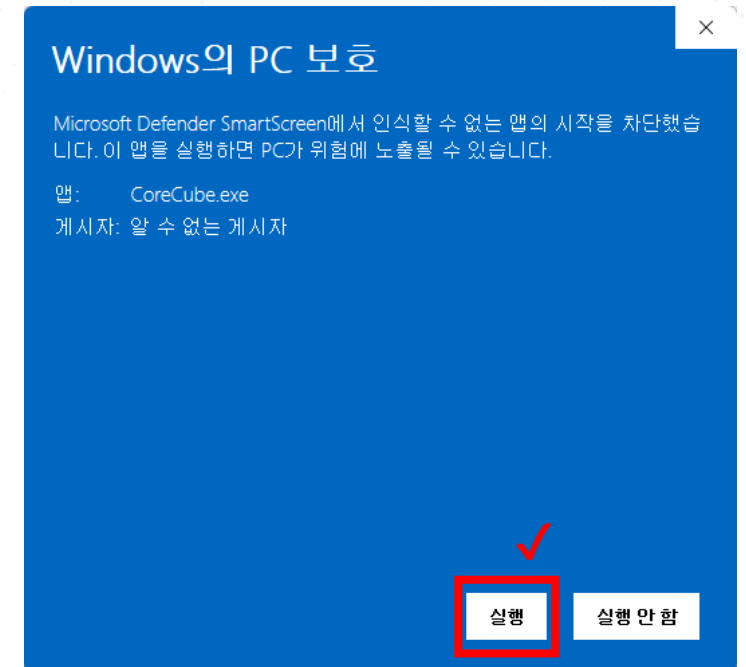 Windows의 PC 보호
Microsoft Defender SmartScreen에서 인식할 수 없는 앱의 시작을 차단했습
니다. 이 앱을 실행하면 PC가 위험에 노출될 수 있습니다.
앱: CoreCube.exe
게시자: 알 수 없는 게시자
실행 실행 안 함